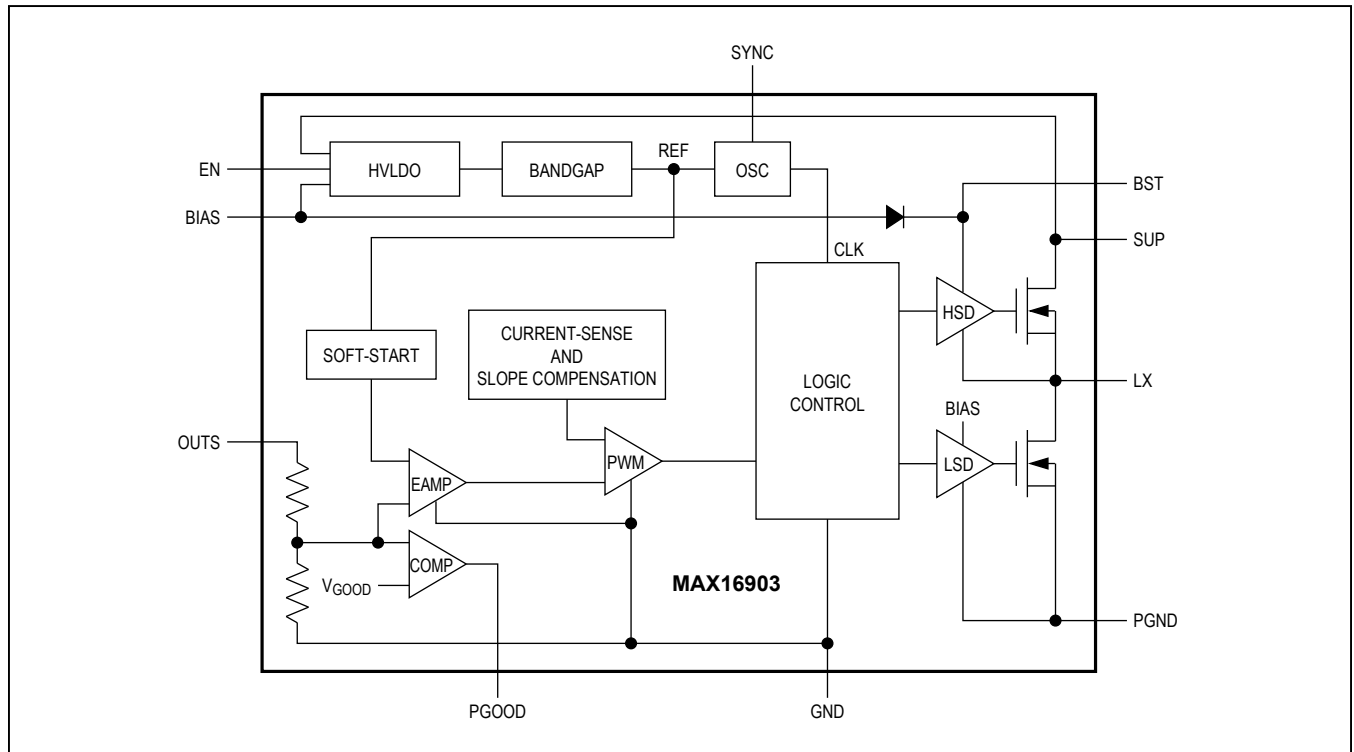 SYNC
EN
HVLDO
BANDGAP
REF
OSC
BST
BIAS
SUP
CLK
HSD
SOFT-START
CURRENT-SENSE
AND
SLOPE COMPENSATION
LOGIC
CONTROL
LX
BIAS
OUTS
EAMP
PWM
LSD
COMP
VGOOD
MAX16903
PGND
PGOOD
GND